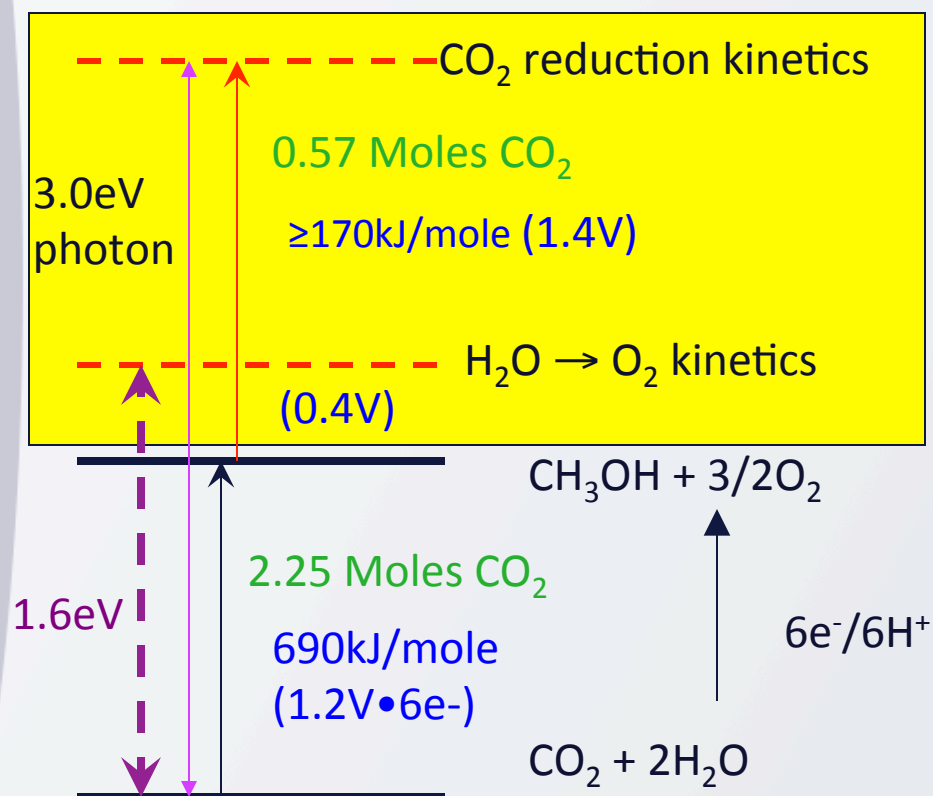 CO₂ reduction kinetics
0.57 Moles CO₂
3.0eV
photon
≥170kJ/mole (1.4V)
H₂O → O₂ kinetics
(0.4V)
CH₃OH + 3/2O₂
2.25 Moles CO₂
1.6eV
6e⁻/6H⁺
690kJ/mole
(1.2V•6e-)
CO₂ + 2H₂O